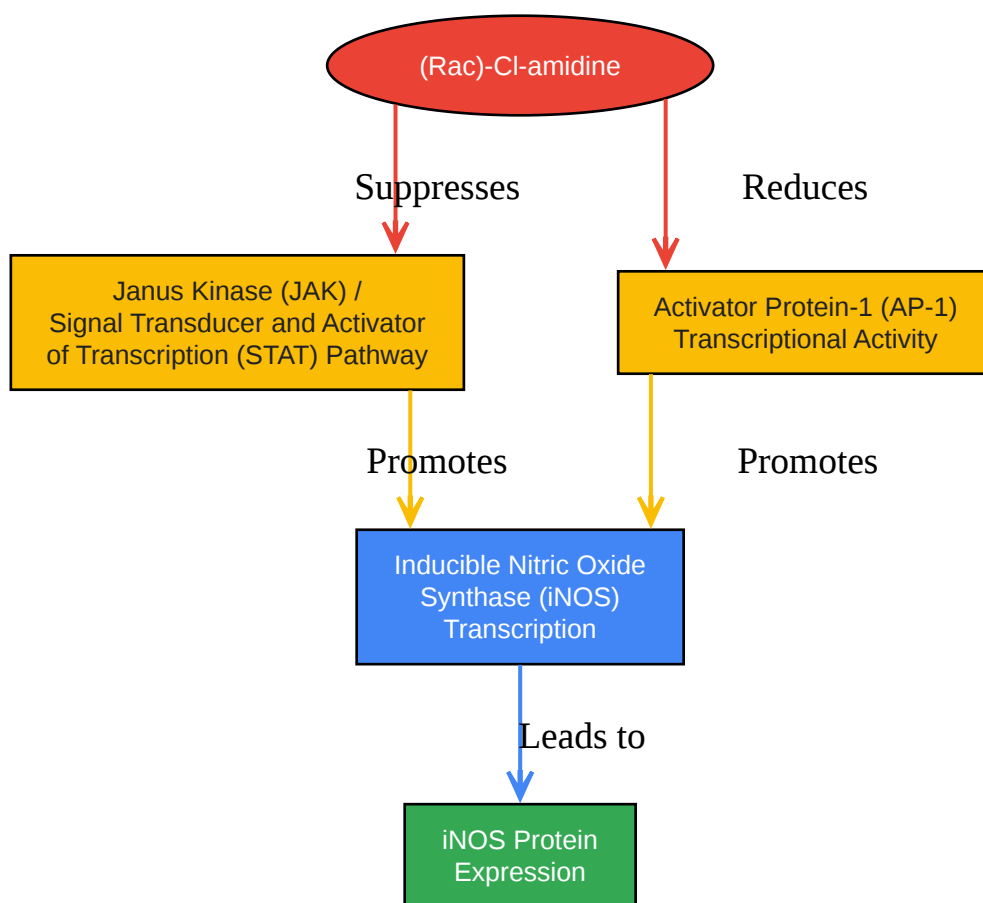 (Rac)-Cl-amidine
Suppresses
Reduces
Janus Kinase (JAK) /
Signal Transducer and Activator
of Transcription (STAT) Pathway
Activator Protein-1 (AP-1)
Transcriptional Activity
Promotes
Promotes
Inducible Nitric Oxide
Synthase (iNOS)
Transcription
Leads to
iNOS Protein
Expression